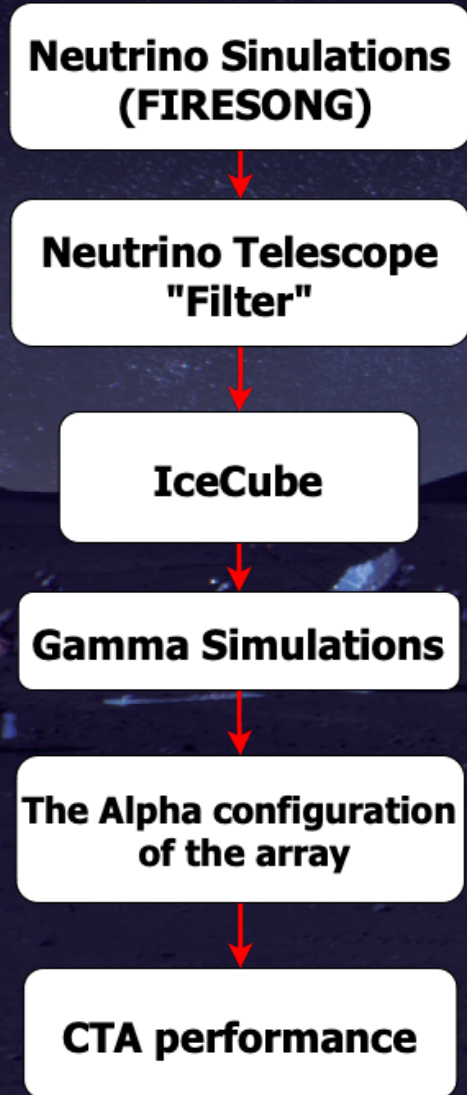 Neutrino Sinulations
(FIRESONG)
Neutrino Telescope
"Filter"
IceCube
Gamma Simulations
The Alpha configuration
of the array
CTA performance